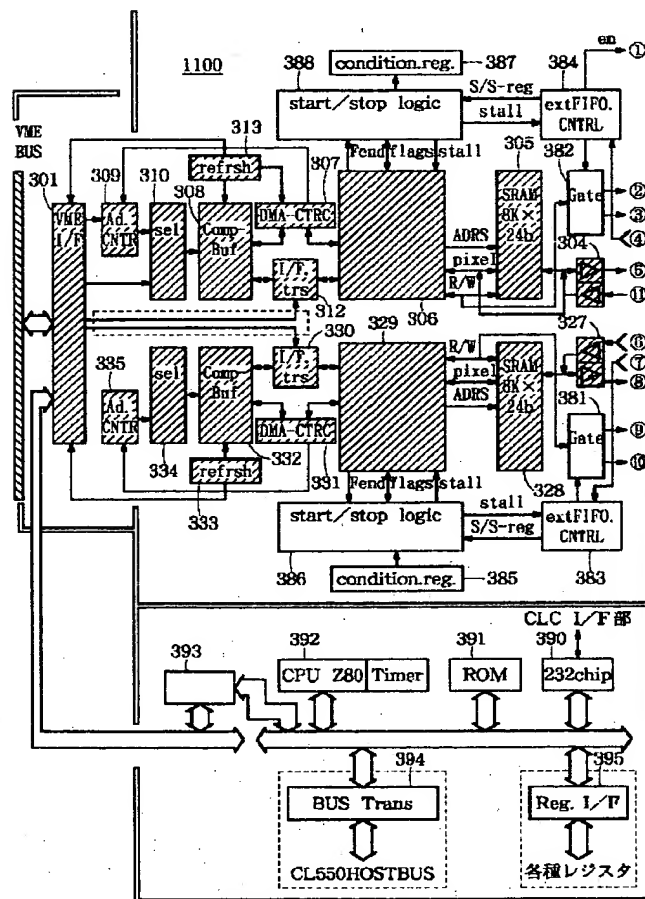 1100
388
condition.reg.
387
384
en
①
start/stop logic
S/S-reg
stall
extFIFO.
CNTRL
VME
BUS
313
refrsh
307
Fend
flags
stall
305
382
301
309
310
308
VME
I/F
Ad.
CNTR
sel
Comp-
Buf
DMA-CTRC
I/F.
trs
312
306
SRAM
8K×
24b
ADRS
pixel
R/W
Gate
②
③
④
304
⑤
⑪
330
329
R/W
327
⑥
⑦
⑧
335
Ad.
CNTR
sel
Comp-
Buf
I/F.
trs
pixel
ADRS
SRAM
8K×
24b
381
Gate
⑨
⑩
DMA-CTRC
334
refrsh
332
331
333
Fend
flags
stall
328
start/stop logic
stall
S/S-reg
extFIFO.
CNTRL
386
condition.reg.
385
383
CLC I/F部
393
392
391
390
CPU Z80
Timer
ROM
232chip
394
395
BUS Trans
Reg. I/F
CL550HOSTBUS
各種レジスタ